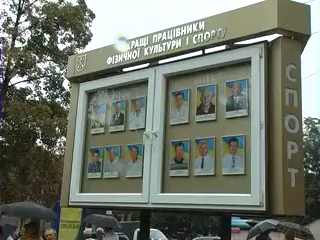 КРАЩІ ПРАЦІВНИКИ
ФІЗИЧНОЇ КУЛЬТУРИ І СПОРТУ
СПОРТ